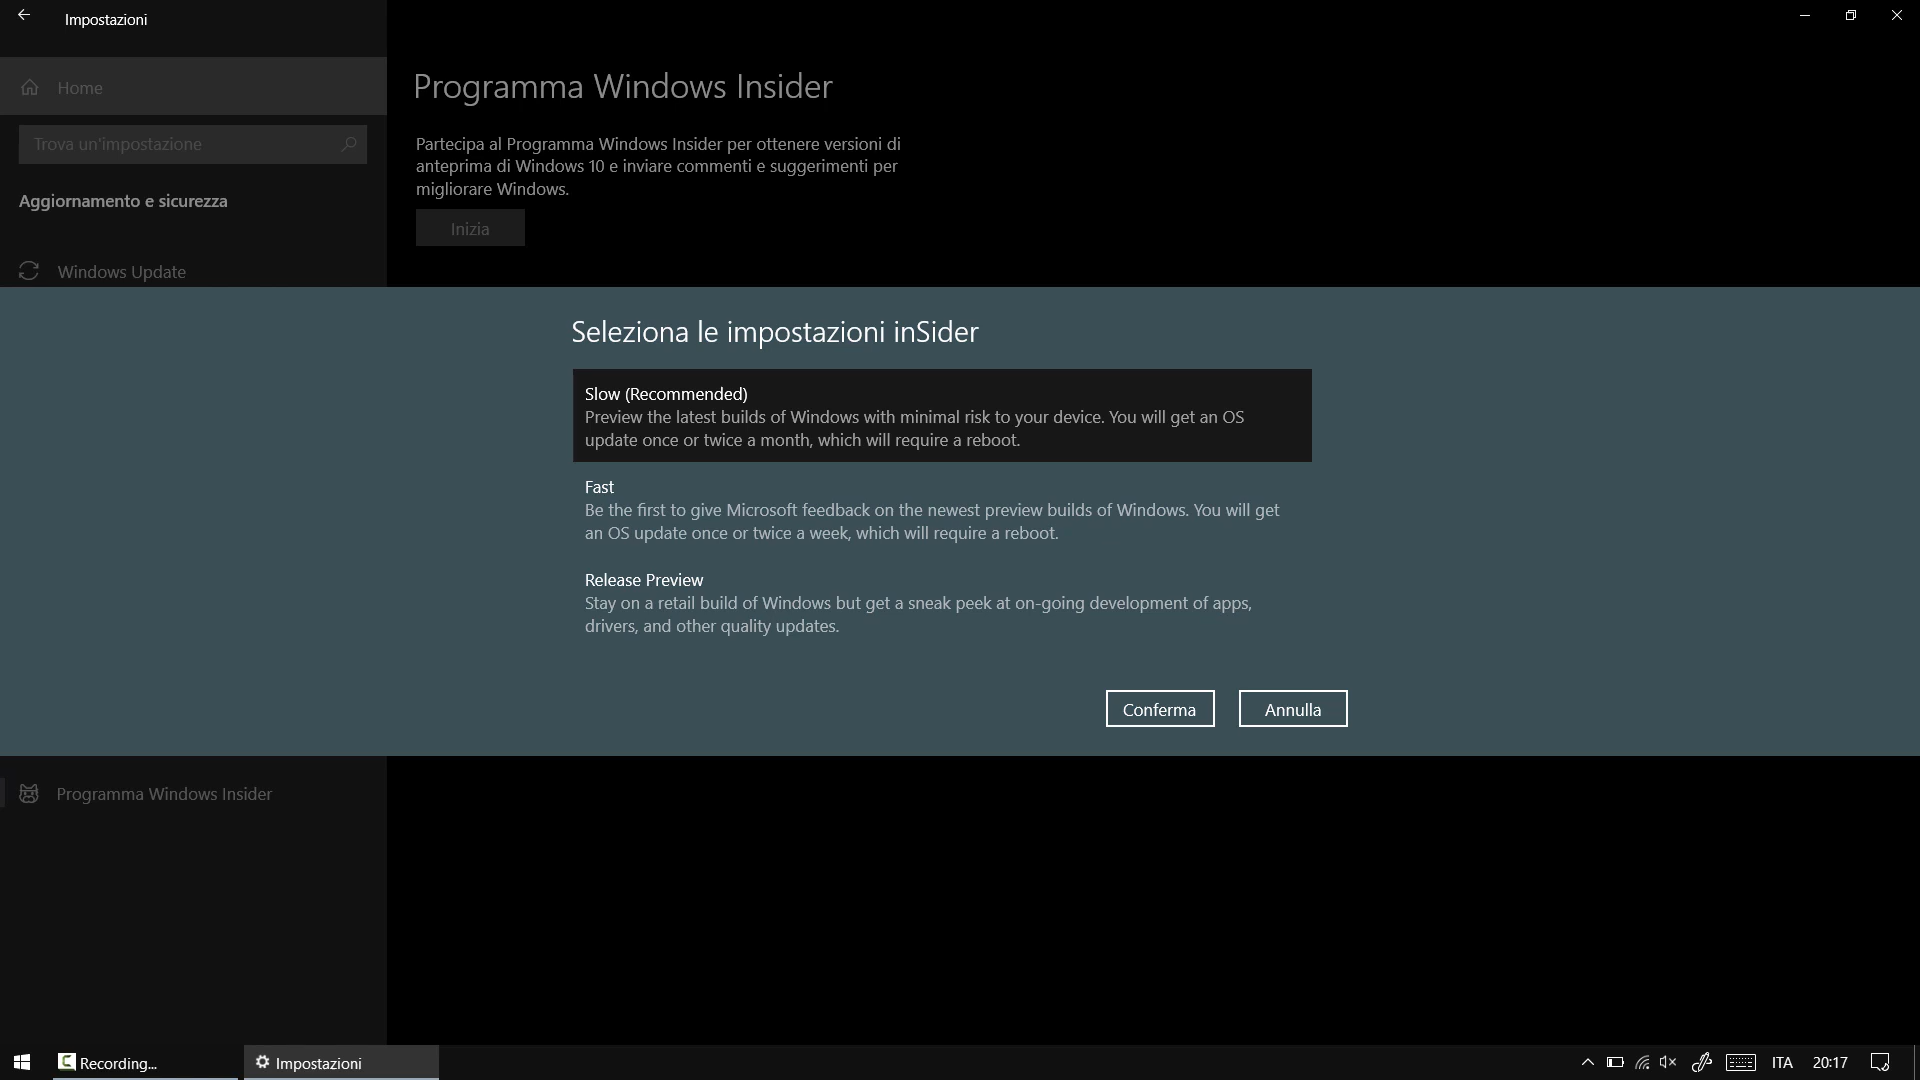 Impostazioni
Home
Trova un'impostazione
Aggiornamento e sicurezza
Windows Update
Programma Windows Insider
Partecipa al Programma Windows Insider per ottenere versioni di
anteprima di Windows 10 e inviare commenti e suggerimenti per
migliorare Windows.
Inizia
Seleziona le impostazioni inSider
Slow (Recommended)
Preview the latest builds of Windows with minimal risk to your device. You will get an OS
update once or twice a month, which will require a reboot.
Fast
Be the first to give Microsoft feedback on the newest preview builds of Windows. You will get
an OS update once or twice a week, which will require a reboot.
Release Preview
Stay on a retail build of Windows but get a sneak peek at on-going development of apps,
drivers, and other quality updates.
Conferma
Annulla
Programma Windows Insider
Recording...
Impostazioni
ITA
20:17